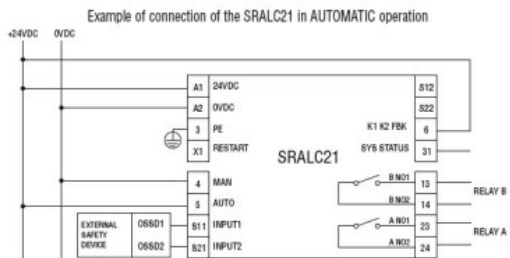 Example of connection of the SRALC21 in AUTOMATIC operation
+24VDC 0VDC
A1 24VDC S12
A2 0VDC S22
3 PE K1 K2 FBK 6
X1 RESTART SYS STATUS 31
SRALC21
4 MAN B NO1 13
5 AUTO B NO2 14
RELAY B
EXTERNAL SAFETY DEVICE
OSSD1 S11 INPUT1 A NO1 23
OSSD2 S21 INPUT2 A NO2 24
RELAY A